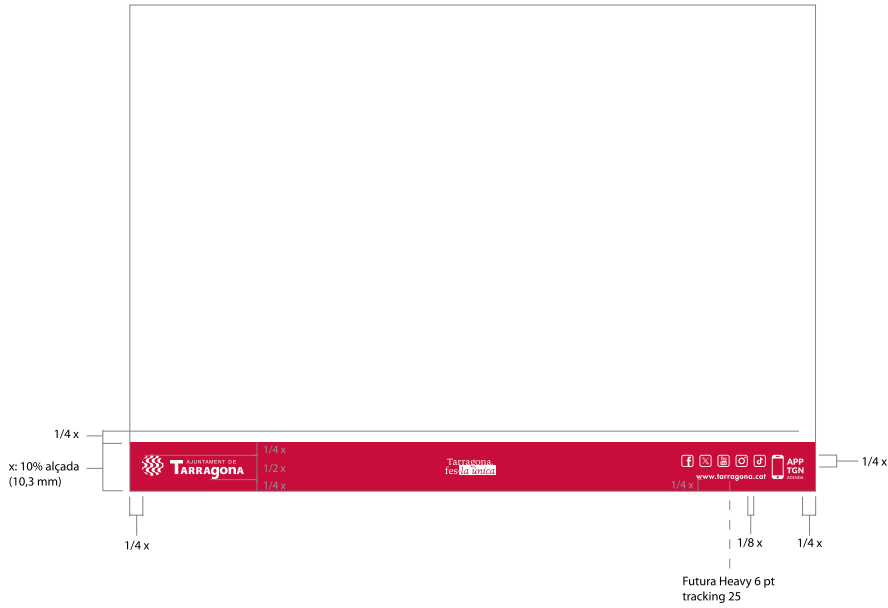 1/4 x
x: 10% alçada
(10,3 mm)
1/4 x
1/2 x
1/4 x
AJUNTAMENT DE
TARRAGONA
Tarragona,
fes la única
www.tarragona.cat
1/4 x
APP
TGN
AGENDA
1/4 x
1/4 x
1/8 x
1/4 x
Futura Heavy 6 pt
tracking 25